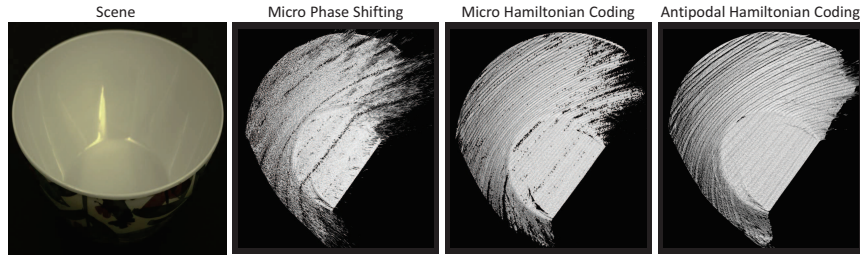 Scene
Micro Phase Shifting
Micro Hamiltonian Coding
Antipodal Hamiltonian Coding